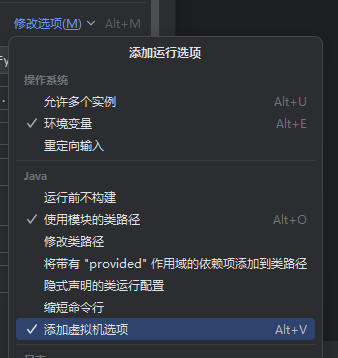 修改选项(M) Alt+M
添加运行选项
操作系统
允许多个实例 Alt+U
环境变量 Alt+E
重定向输入
Java
运行前不构建
使用模块的类路径 Alt+O
修改类路径
将带有 "provided" 作用域的依赖项添加到类路径
隐式声明的类运行配置
缩短命令行
添加虚拟机选项 Alt+V